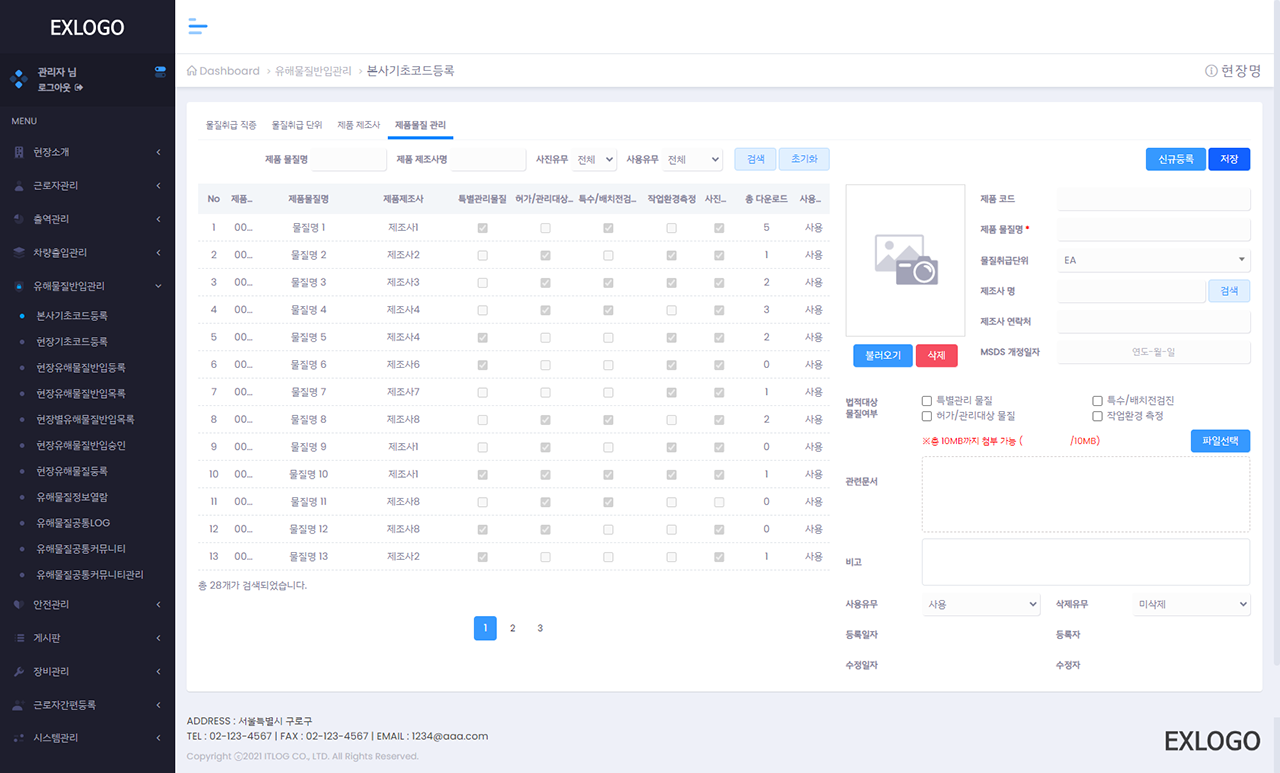 EXLOGO
관리자 님
로그아웃
MENU
현장소개
근로자관리
출역관리
차량출입관리
유해물질반입관리
본사기초코드등록
현장기초코드등록
현장유해물질반입등록
현장유해물질반입목록
현장별유해물질반입목록
현장유해물질반입승인
현장유해물질등록
유해물질정보열람
유해물질공통LOG
유해물질공통커뮤니티
유해물질공통커뮤니티관리
안전관리
게시판
장비관리
근로자간편등록
시스템관리
Dashboard > 유해물질반입관리 > 본사기초코드등록
현장명
물질취급 직종 물질취급 단위 제품 제조사 제품물질 관리
제품 물질명 제품 제조사명 사진유무 전체 사용유무 전체 검색 초기화
신규등록 저장
No 제품... 제품물질명 제품제조사 특별관리물질 허가/관리대상... 특수/배치전검... 작업환경측정 사진... 총 다운로드 사용...
1 00... 물질명 1 제조사1 5 사용
2 00... 물질명 2 제조사2 1 사용
3 00... 물질명 3 제조사3 2 사용
4 00... 물질명 4 제조사4 3 사용
5 00... 물질명 5 제조사4 2 사용
6 00... 물질명 6 제조사6 0 사용
7 00... 물질명 7 제조사7 1 사용
8 00... 물질명 8 제조사8 2 사용
9 00... 물질명 9 제조사1 0 사용
10 00... 물질명 10 제조사1 1 사용
11 00... 물질명 11 제조사8 0 사용
12 00... 물질명 12 제조사8 0 사용
13 00... 물질명 13 제조사2 1 사용
총 28개가 검색되었습니다.
1 2 3
불러오기 삭제
제품 코드
제품 물질명 *
물질취급단위 EA
제조사 명 검색
제조사 연락처
MSDS 개정일자 연도-월-일
법적대상
물질여부
특별관리 물질 특수/배치전검진
허가/관리대상 물질 작업환경 측정
※총 10MB까지 첨부 가능 ( /10MB) 파일선택
관련문서
비고
사용유무 사용 삭제유무 미삭제
등록일자 등록자
수정일자 수정자
ADDRESS : 서울특별시 구로구
TEL : 02-123-4567 | FAX : 02-123-4567 | EMAIL : 1234@aaa.com
Copyright ⓒ2021 ITLOG CO., LTD. All Rights Reserved.
EXLOGO